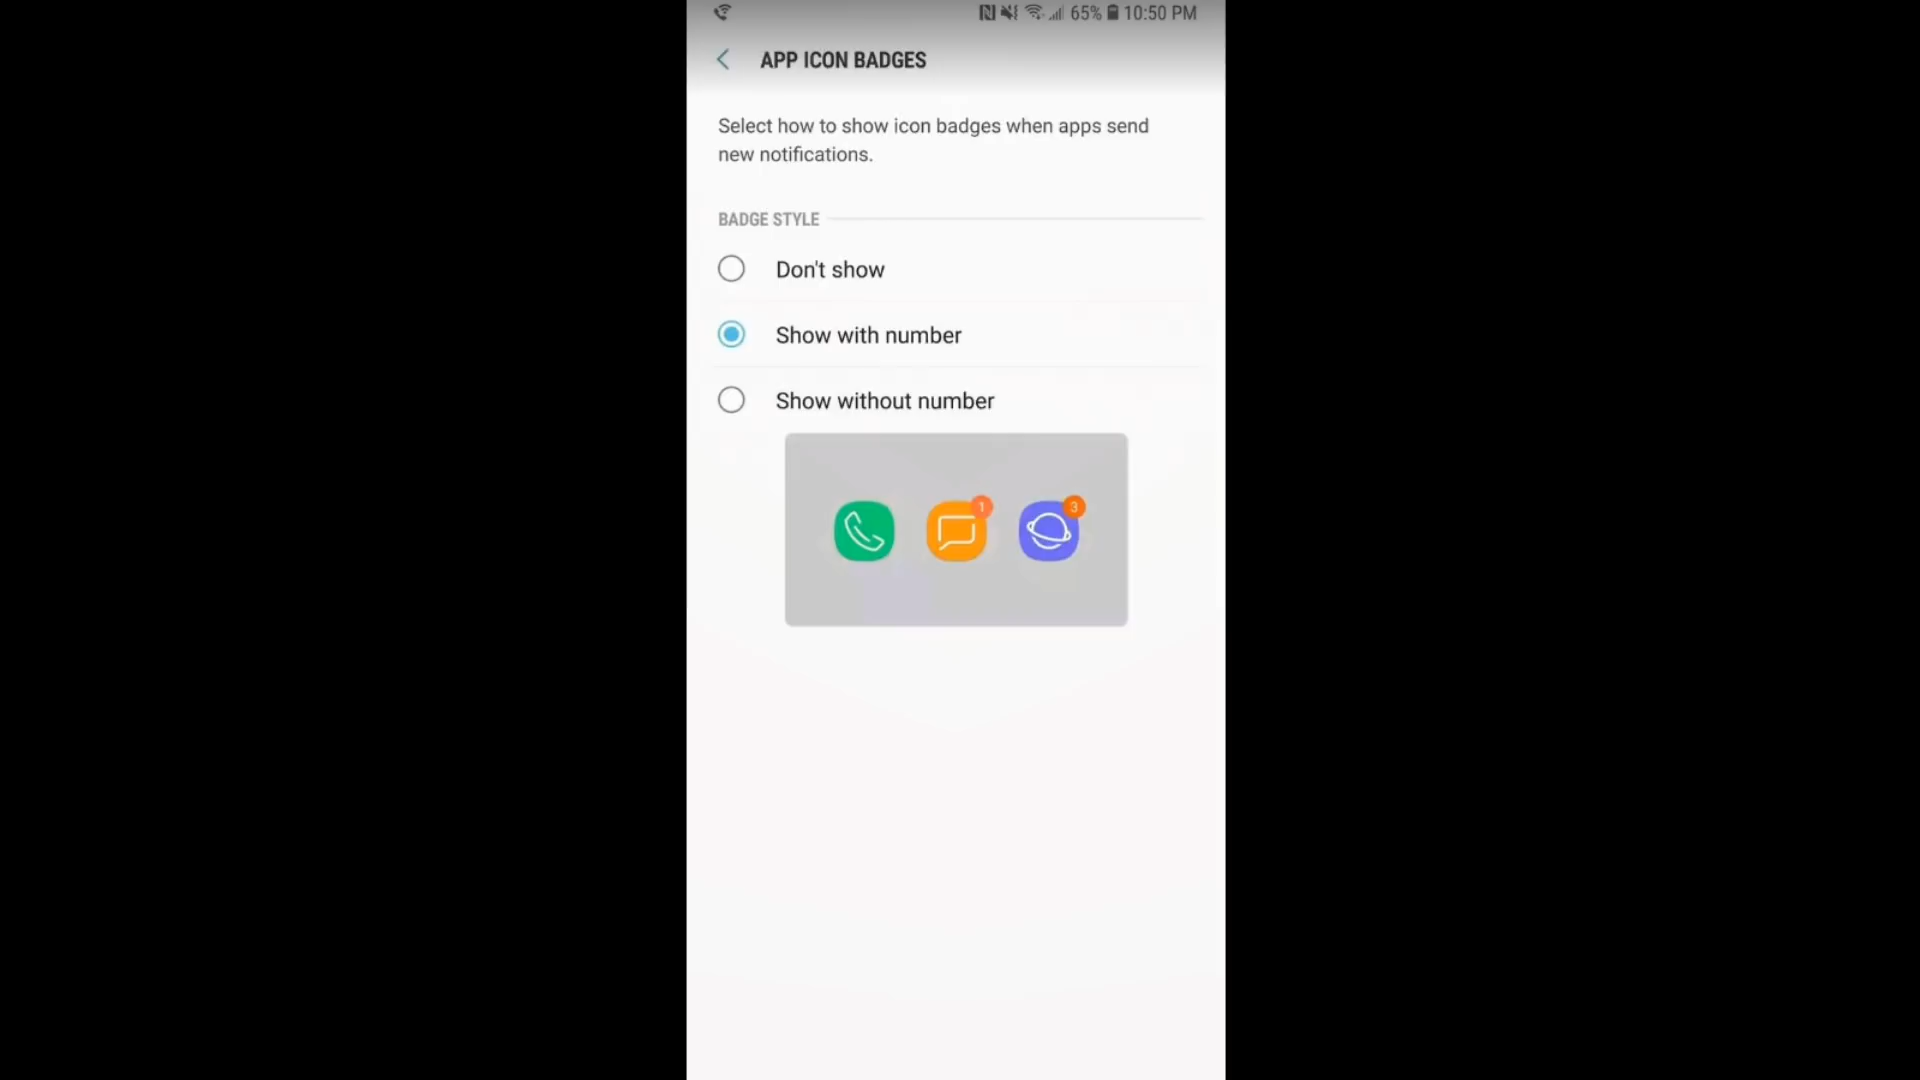 65% 10:50 PM
APP ICON BADGES
Select how to show icon badges when apps send
new notifications.
BADGE STYLE
Don't show
Show with number
Show without number
1
3